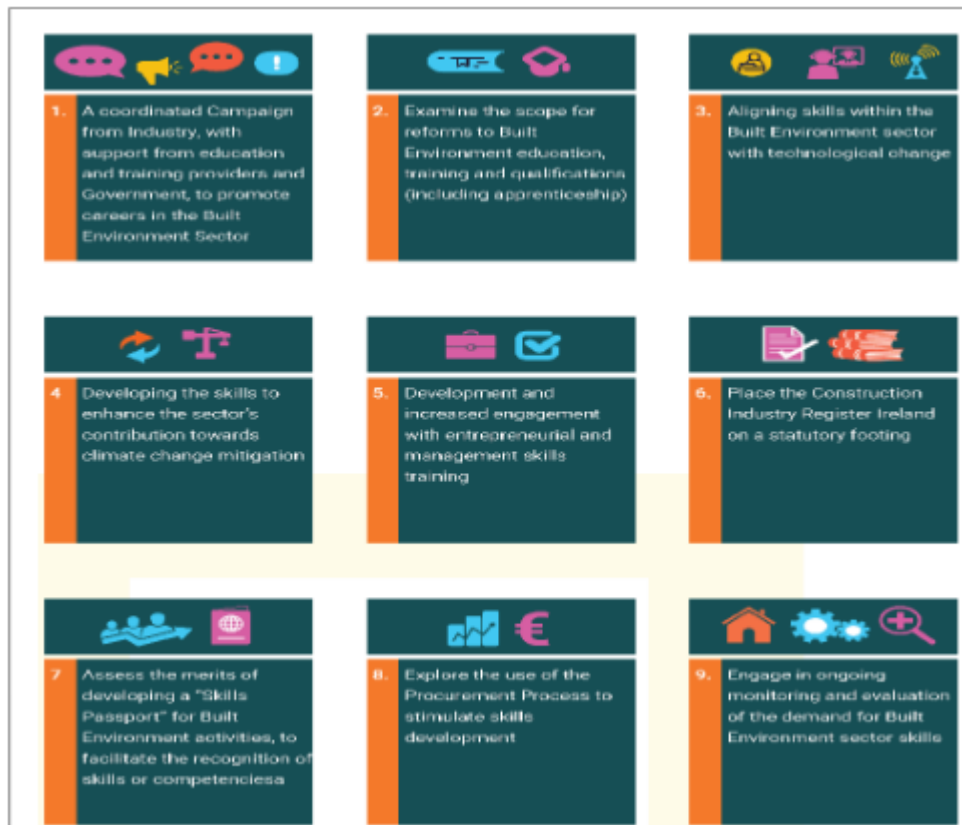 1. A coordinated Campaign
from Industry, with
support from education
and training providers and
Government, to promote
careers in the Built
Environment Sector
2. Examine the scope for
reforms to Built
Environment education,
training and qualifications
(including apprenticeship)
3. Aligning skills within the
Built Environment sector
with technological change
4 Developing the skills to
enhance the sector's
contribution towards
climate change mitigation
5. Development and
increased engagement
with entrepreneurial and
management skills
training
6. Place the Construction
Industry Register Ireland
on a statutory footing
7 Assess the merits of
developing a "Skills
Passport" for Built
Environment activities, to
facilitate the recognition of
skills or competenciesa
8. Explore the use of the
Procurement Process to
stimulate skills
development
9. Engage in ongoing
monitoring and evaluation
of the demand for Built
Environment sector skills